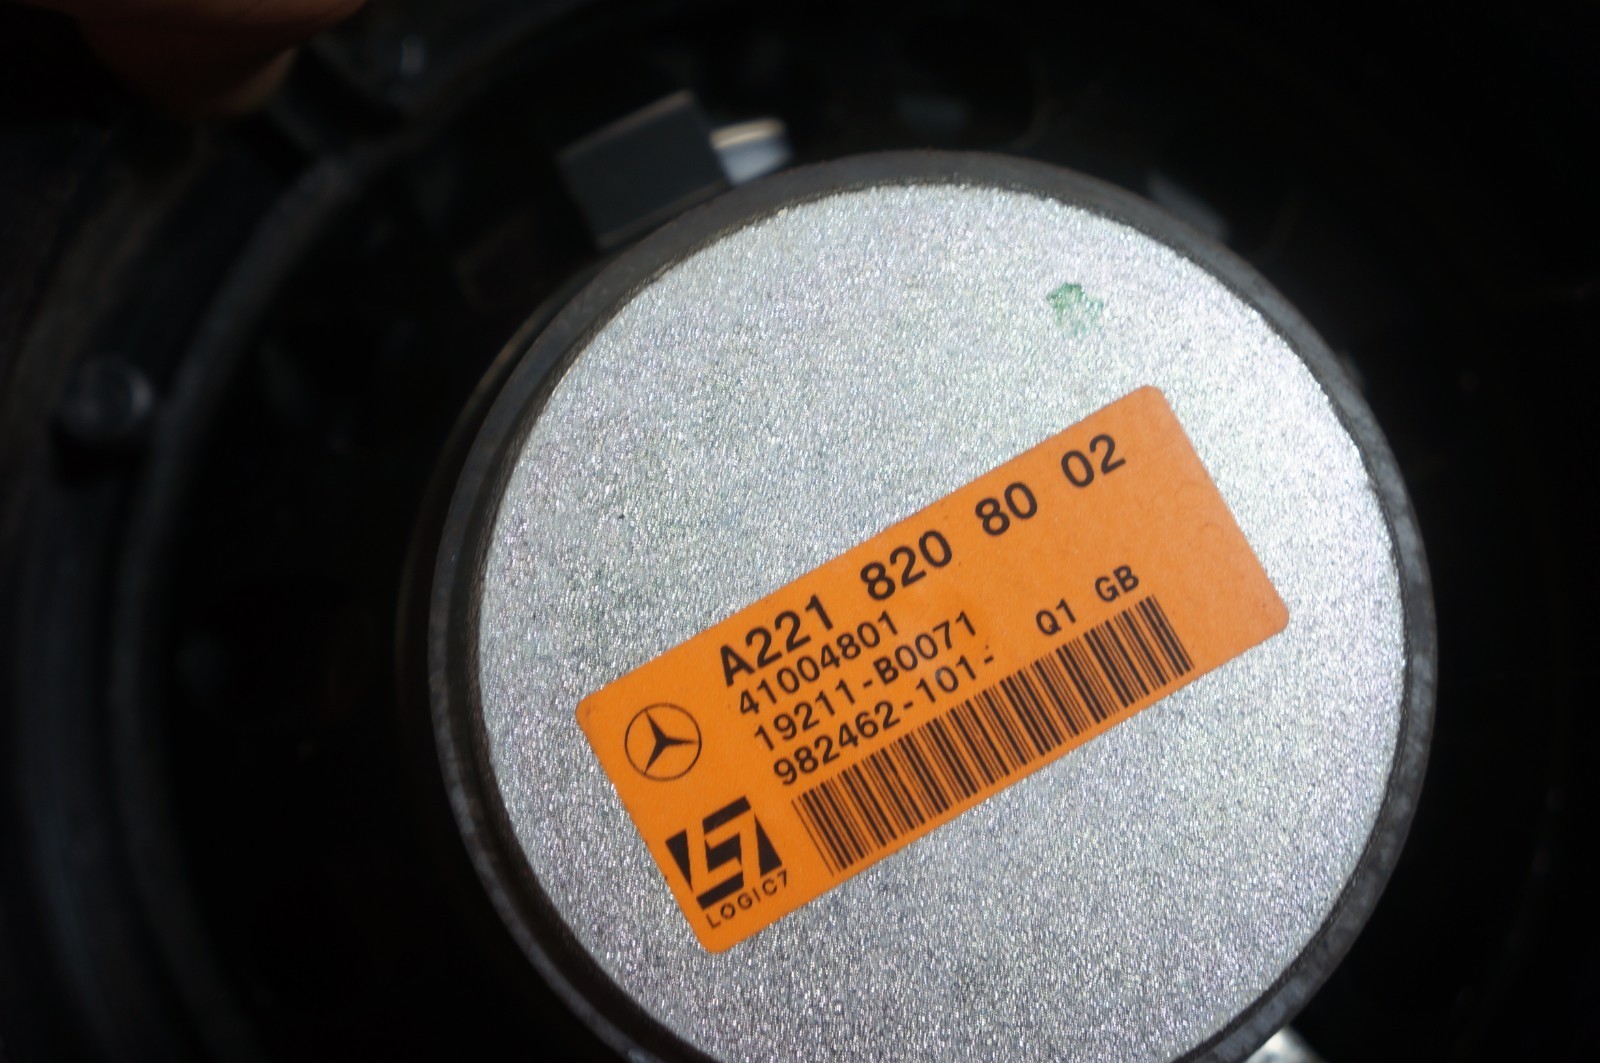 A221 820 80 02
41004801
19211-B0071 Q1 GB
982462-101-
LOGIC7